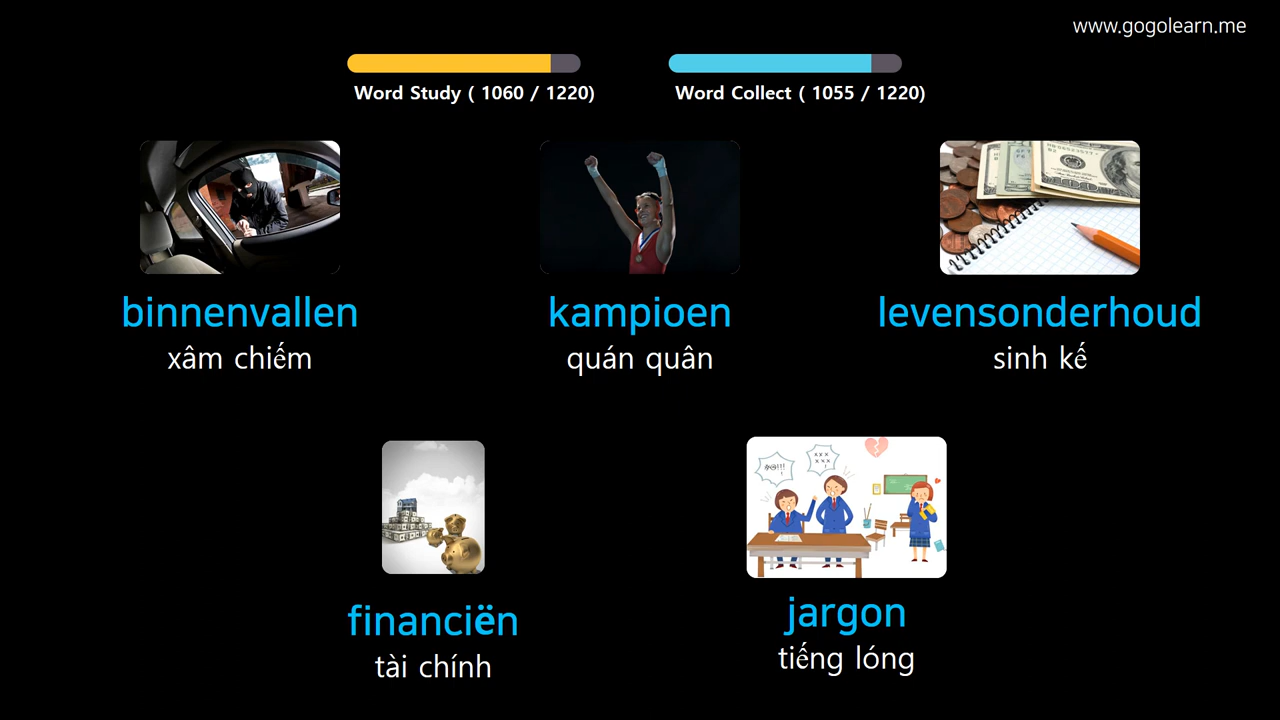 www.gogolearn.me
Word Study ( 1060 / 1220)
Word Collect ( 1055 / 1220)
binnenvallen
xâm chiếm
kampioen
quán quân
levensonderhoud
sinh kế
financiën
tài chính
jargon
tiếng lóng